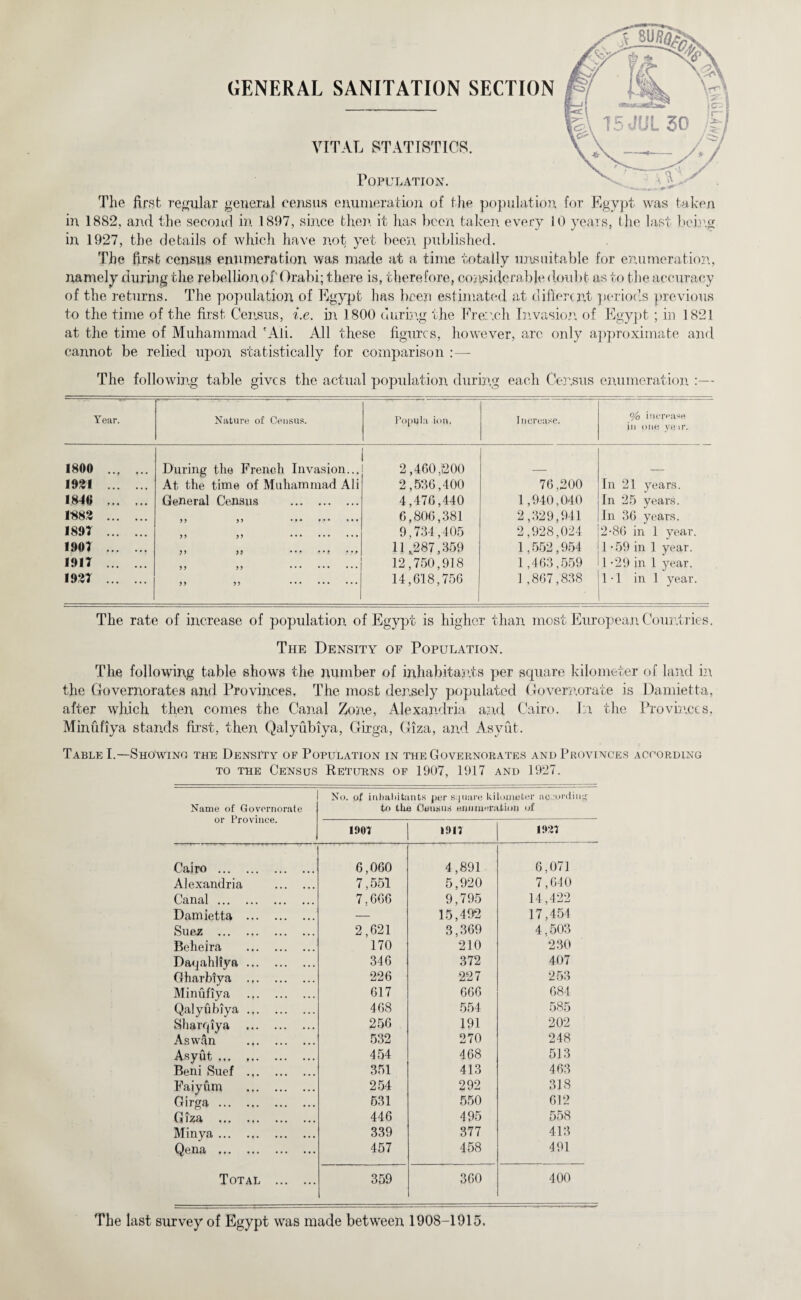 GENERAL SANITATION SECTION
15 JUL 30
VITAL STATISTICS.
POPULATION.
The first regular general census enumeration of the population for Egypt was taken
in 1882, and the second in 1897, since then it has been taken every 10 years, the last being
in 1927, the details of which have not yet been published.
The first census enumeration was made at a time totally unsuitable for enumeration,
namely during the rebellion of Orabi; there is, therefore, considerable doubt as to the accuracy
of the returns. The population of Egypt has been estimated at different periods previous
to the time of the first Census, i.e. in 1800 during the French Invasion of Egypt ; in 1821
at the time of Muhammad 'Ali. All these figures, however, are only approximate and
cannot be relied upon statistically for comparison :—
The following table gives the actual population during each Census enumeration :—
Year. Nature of Census. Popula ion. Increase. % increase in one year.
1800 ... ... During the French Invasion... 2,460,200 — —
1921 ... ... At the time of Muhammad Ali 2,536,400 76,200 In 21 years.
1846 ... ... General Census ... ... ... 4,476,440 1,940,040 In 25 years.
1882 ... ... ,, ,, ... ... ... 6,806,381 2,329,941 In 36 years.
1897 ... ... ,, ,, ... ... ... 9,734,405 2,928,024 2·86 in 1 year.
1907 ... ... ,, ,, ... ... ... 11,287,359 1,552,954 1·59 in 1 year.
1917 ... ... ,, ,, ... ... ... 12,750,918 1,463,559 1·29 in 1 year.
1927 ... ... ,, ,, ... ... ... 14,618,756 1,867,838 1·1 in 1 year.
The rate of increase of population of Egypt is higher than most European Countries.
THE DENSITY OF POPULATION.
The following table shows the number of inhabitants per square kilometer of land in
the Governorates and Provinces. The most densely populated Governorate is Damietta,
after which then comes the Canal Zone, Alexandria and Cairo. In the Provinces,
Minûfîya stands first, then Qalyûbîya, Girga, Gîza, and Asyût.
TABLE I.—SHOWING THE DENSITY OF POPULATION IN THE GOVERNORATES AND PROVINCES ACCORDING
TO THE CENSUS RETURNS OF 1907, 1917 AND 1927.
Name of Governorate or Province. No. of inhabitants per square kilometer according to the Census enumeration of
1907 1917 1927
Cairo ... ... ... ... 6,060 4,891 6,071
Alexandria ... ... 7,551 5,920 7,640
Canal ... ... ... ... 7,666 9,795 14,422
Damietta ... ... ... — 15,492 17,454
Suez ... ... ... ... 2,621 3,369 4,503
Beheira ... ... ... 170 210 230
Daqahlîya ... ... ... 346 372 407
Gharbîya ... ... ... 226 227 253
Minûfîya ... ... ... 617 666 684
Qalyûbîya ... ... ... 468 554 585
Sharqîya ... ... ... 256 191 202
Aswân ... ... ... 532 270 248
Asyût ... ... ... ... 454 468 513
Beni Suef ... ... ... 351 413 463
Faiyûm ... ... ... 254 292 318
Girga ... ... ... ... 531 550 612
Gîza ... ... ... ... 446 495 558
Minya ... ... ... ... 339 377 413
Qena ... ... ... ... 457 458 491
TOTAL ... ... 359 360 400
The last survey of Egypt was made between 1908-1915.